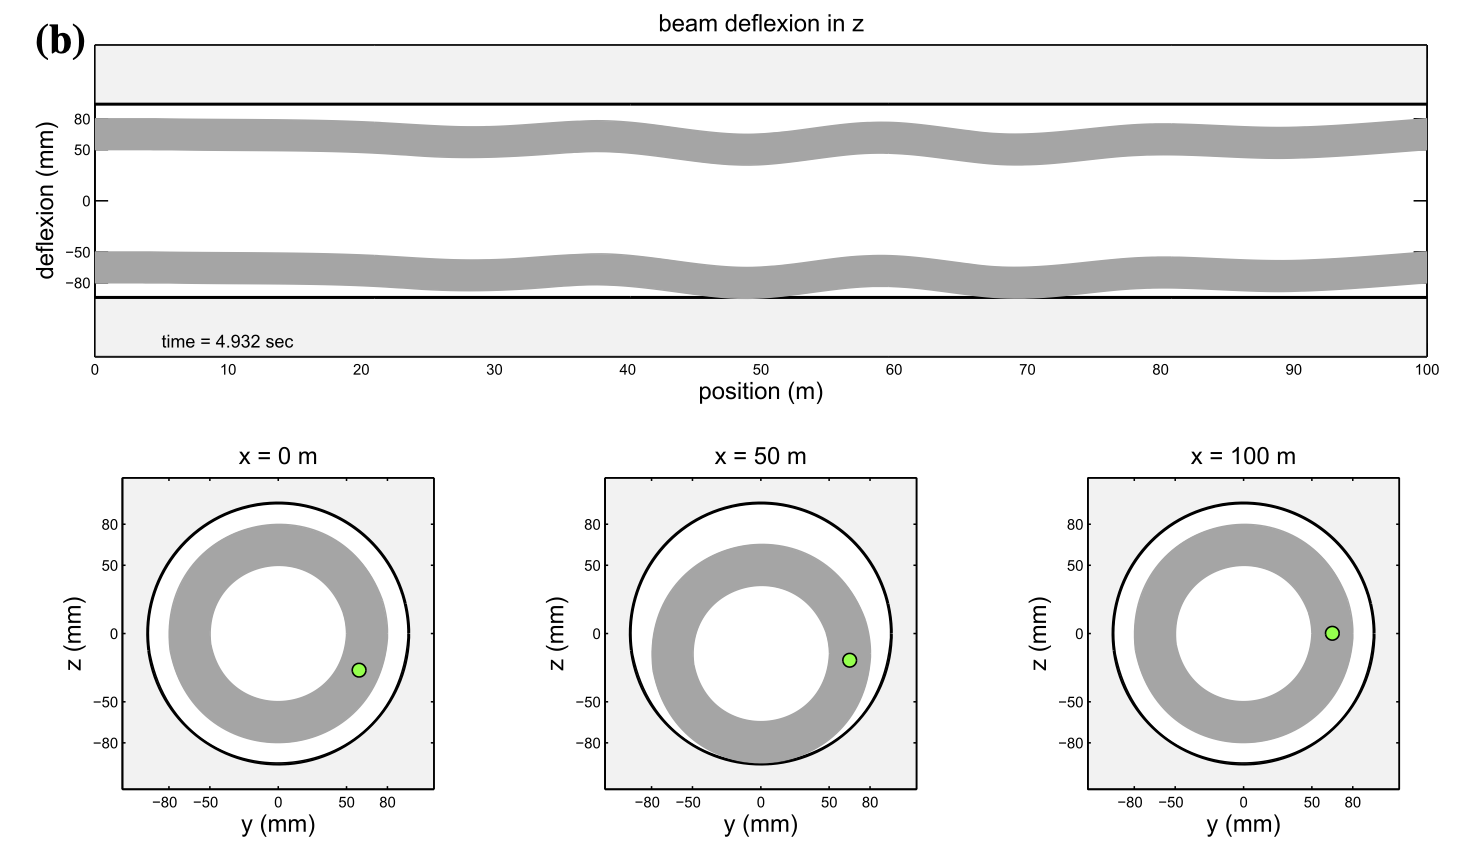 (b)
beam deflexion in z
deflexion (mm)
80
50
0
−50
−80
time = 4.932 sec
0 10 20 30 40 50 60 70 80 90 100
position (m)
x = 0 m
z (mm)
80
50
0
−50
−80
−80 −50 0 50 80
y (mm)
x = 50 m
z (mm)
80
50
0
−50
−80
−80 −50 0 50 80
y (mm)
x = 100 m
z (mm)
80
50
0
−50
−80
−80 −50 0 50 80
y (mm)